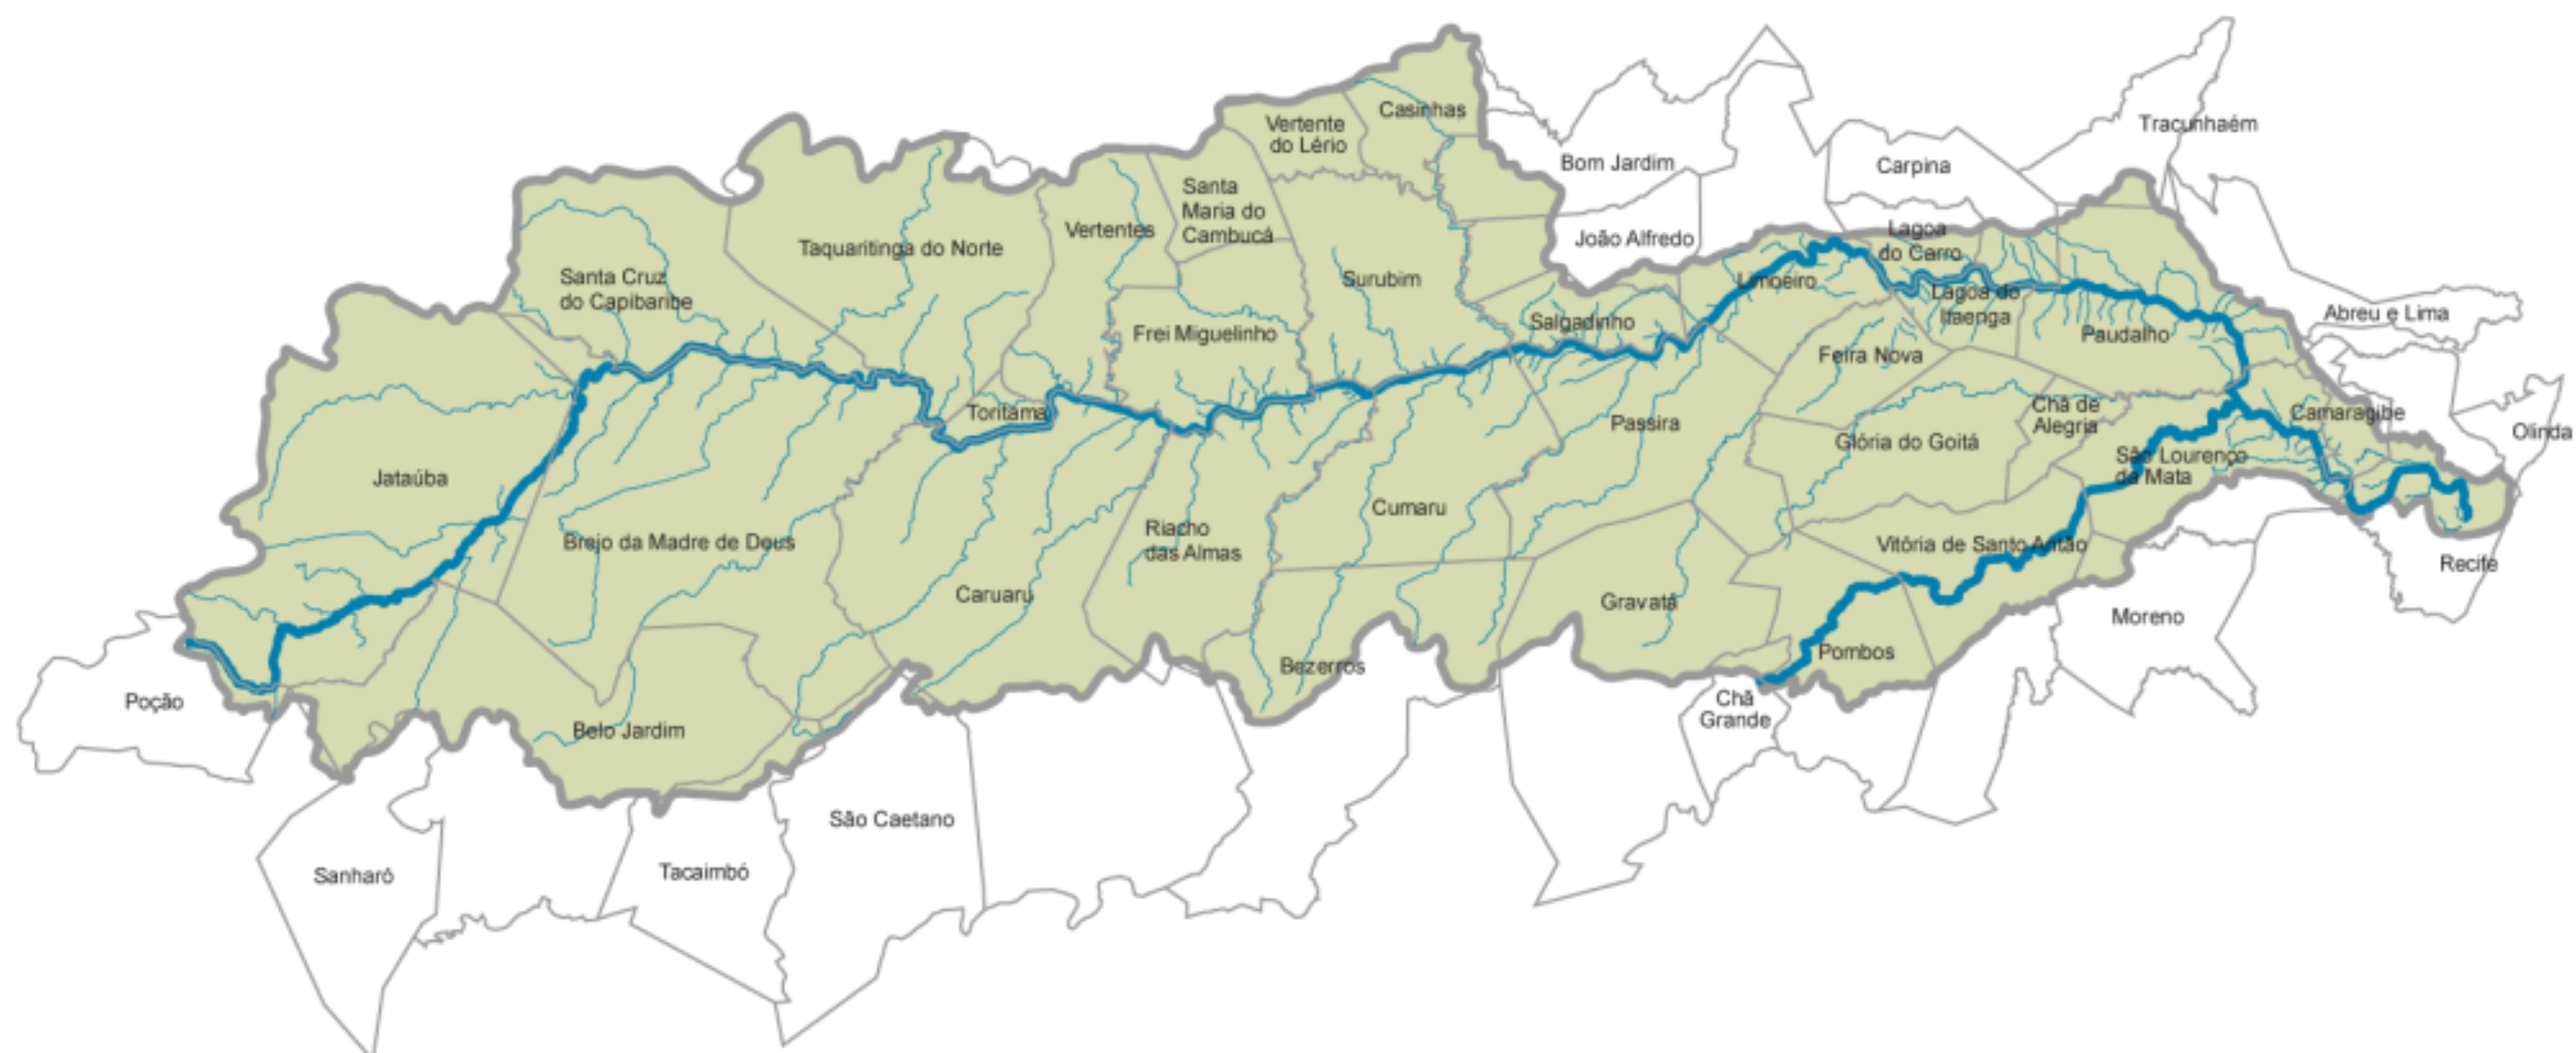 Casinhas
Vertente
do Lério
Tracunhaém
Bom Jardim
Carpina
Santa
Maria do
Cambucá
Vertentes
João Alfredo
Lagoa
do Carro
Taquaritinga do Norte
Santa Cruz
do Capibaribe
Surubim
Limoeiro
Lagoa do
Itaenga
Abreu e Lima
Salgadinho
Frei Miguelinho
Paudalho
Feira Nova
Toritama
Chã de
Alegria
Camaragibe
Passira
Glória do Goitá
Olinda
São Lourenço
da Mata
Jataúba
Cumaru
Riacho
das Almas
Brejo da Madre de Deus
Vitória de Santo Antão
Recife
Caruaru
Gravatá
Moreno
Pombos
Bezerros
Poção
Chã
Grande
Belo Jardim
São Caetano
Tacaimbó
Sanharó